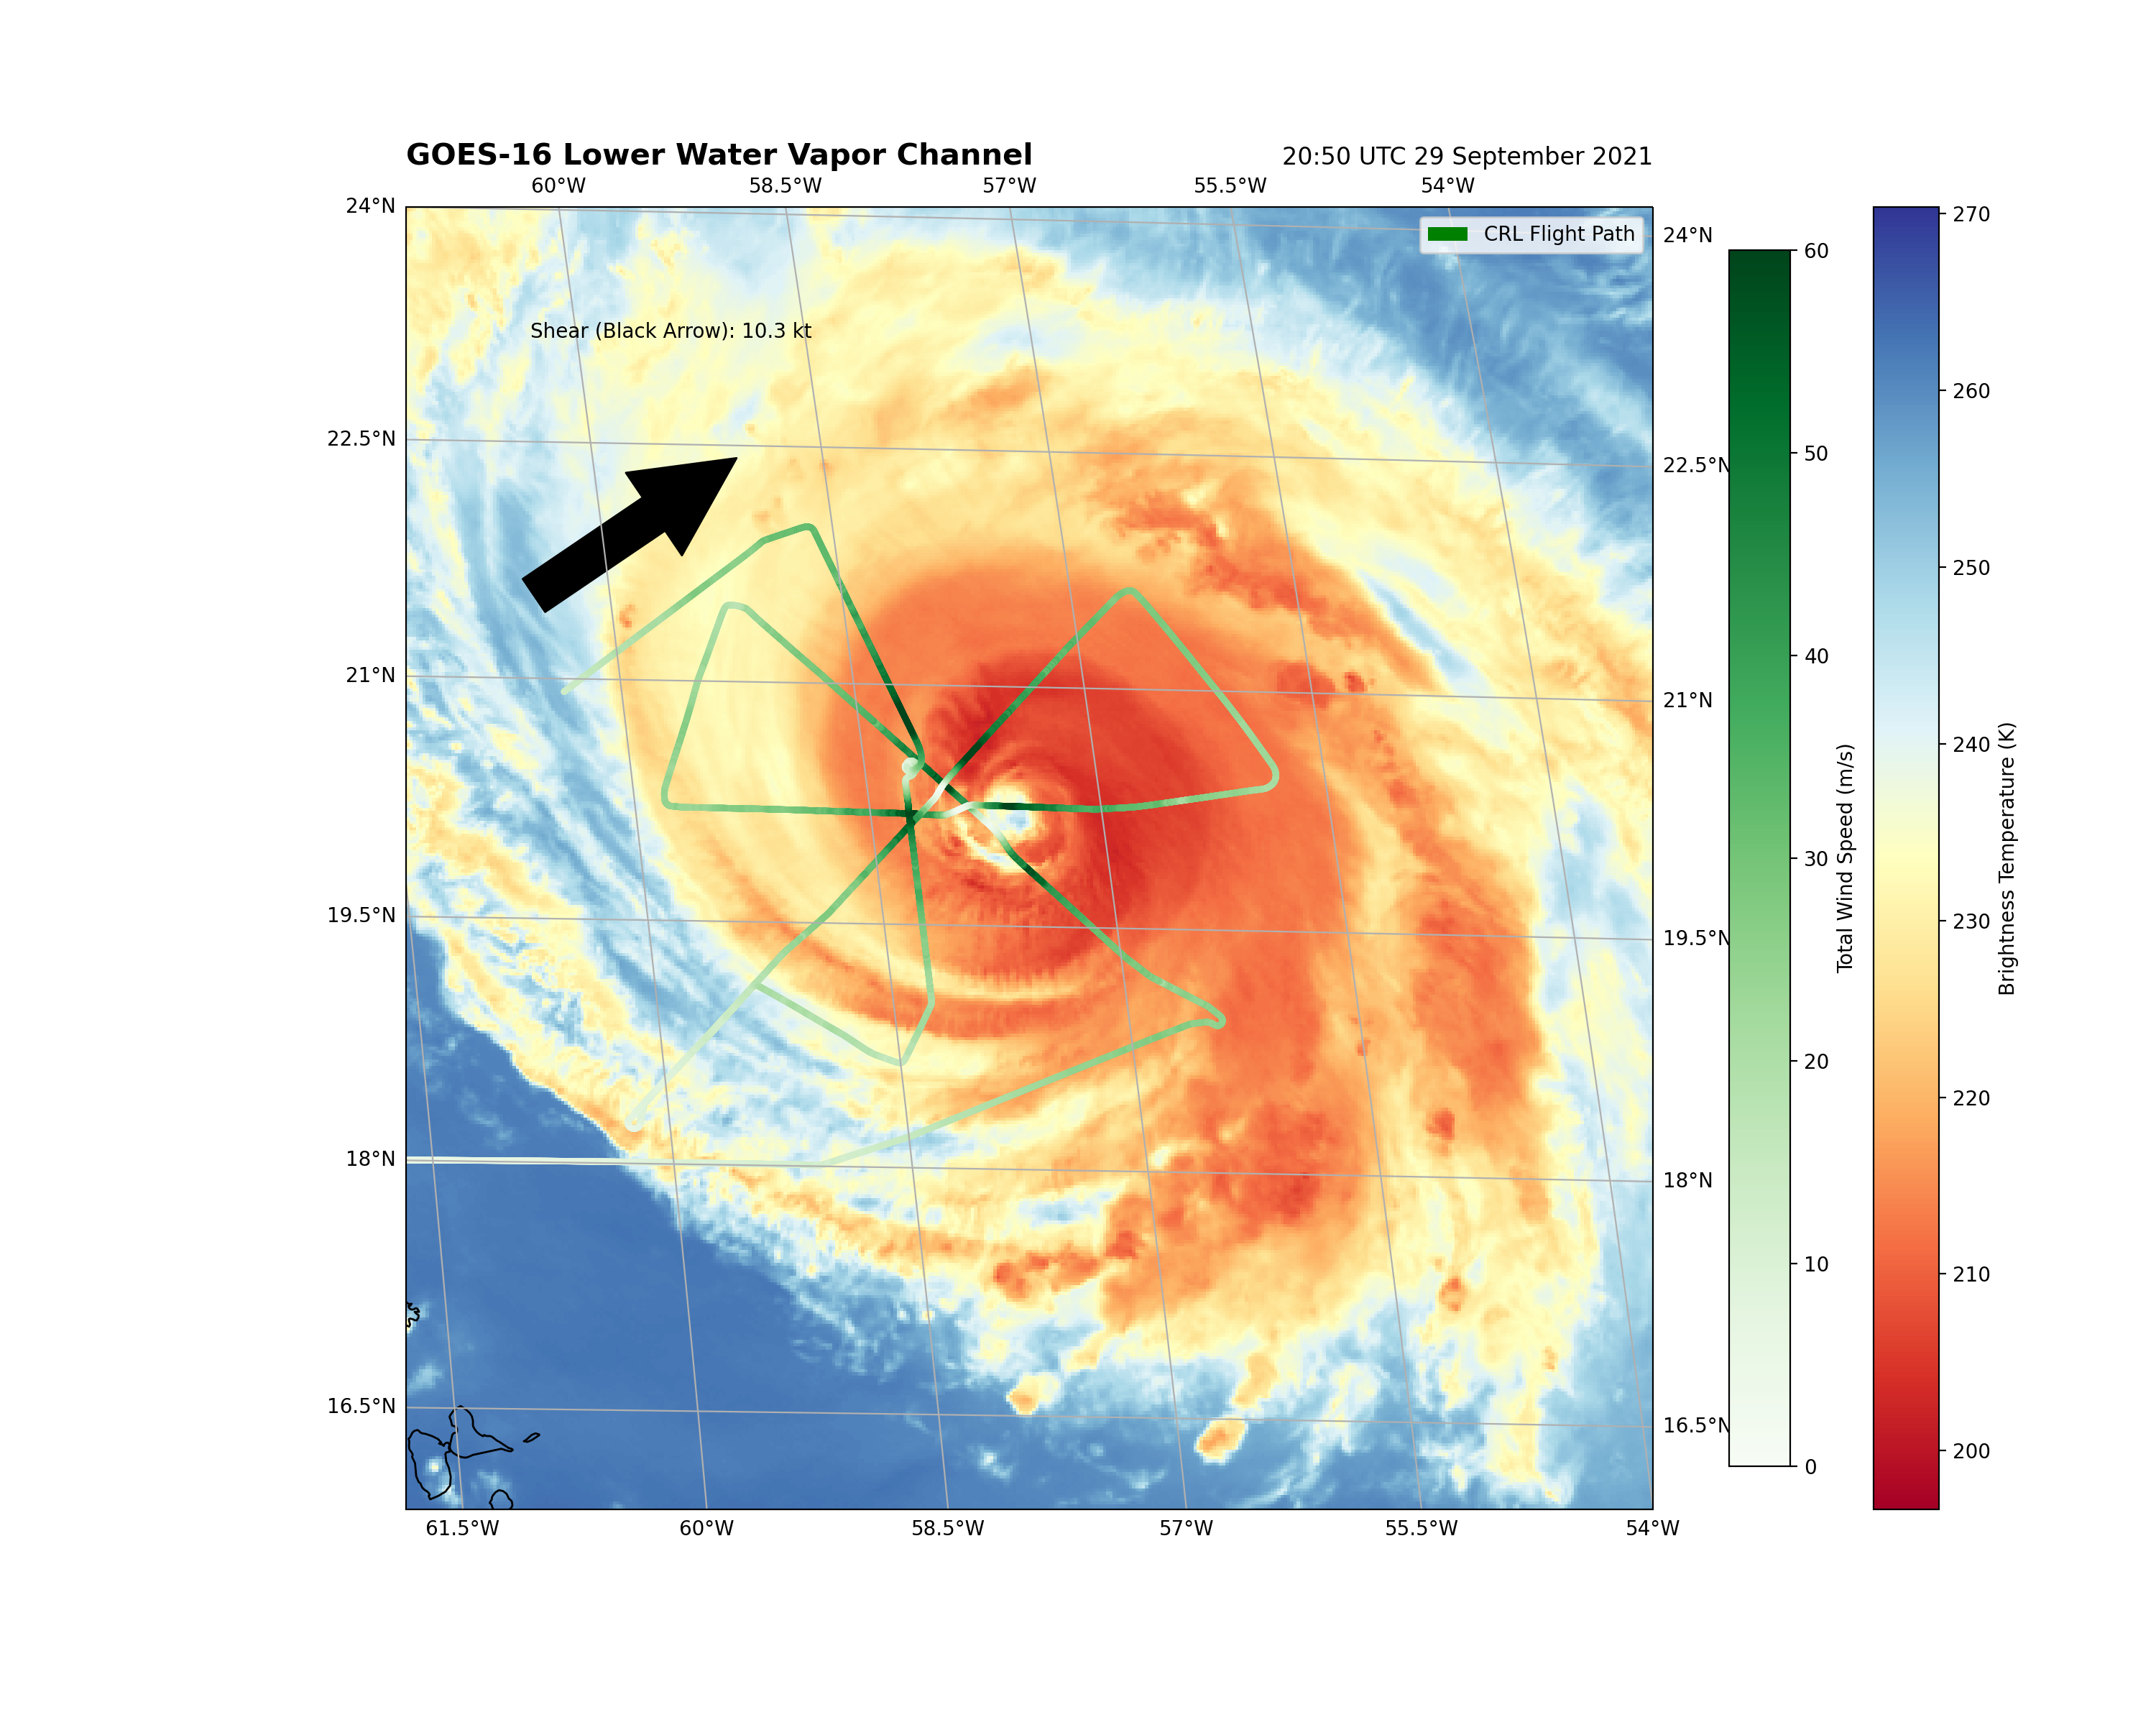 GOES-16 Lower Water Vapor Channel
20:50 UTC 29 September 2021
60°W 58.5°W 57°W 55.5°W 54°W
24°N
24°N
CRL Flight Path
60
270
Shear (Black Arrow): 10.3 kt
260
22.5°N
22.5°N
50
250
40
21°N
21°N
240
Total Wind Speed (m/s)
Brightness Temperature (K)
30
19.5°N
19.5°N
230
20
220
18°N
18°N
10
210
16.5°N
16.5°N
200
0
61.5°W 60°W 58.5°W 57°W 55.5°W 54°W